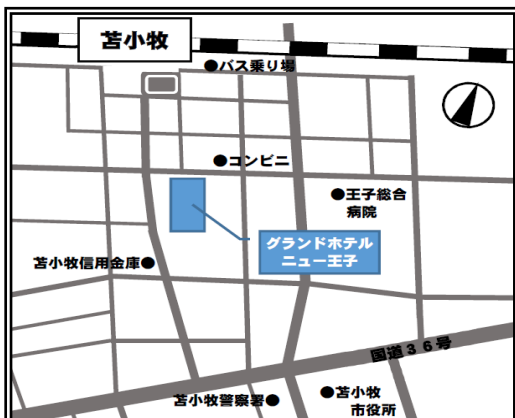 苫小牧
●バス乗り場
●コンビニ
●王子総合
病院
グランドホテル
ニュー王子
苫小牧信用金庫●
国道36号
苫小牧警察署●
●苫小牧
市役所